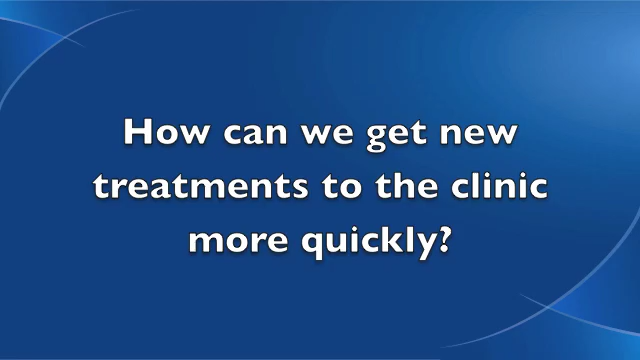 How can we get new
treatments to the clinic
more quickly?